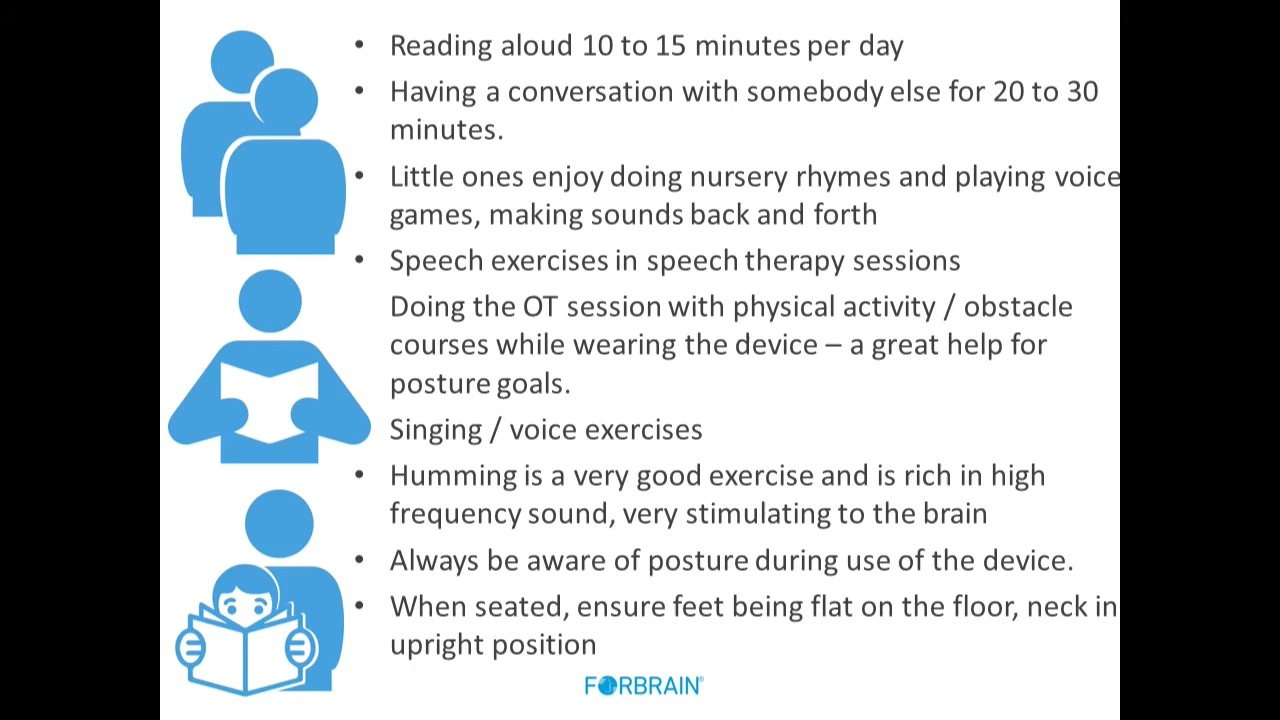 • Reading aloud 10 to 15 minutes per day
• Having a conversation with somebody else for 20 to 30
minutes.
• Little ones enjoy doing nursery rhymes and playing voice
games, making sounds back and forth
• Speech exercises in speech therapy sessions
Doing the OT session with physical activity / obstacle
courses while wearing the device – a great help for
posture goals.
Singing / voice exercises
• Humming is a very good exercise and is rich in high
frequency sound, very stimulating to the brain
• Always be aware of posture during use of the device.
• When seated, ensure feet being flat on the floor, neck in
upright position
FORBRAIN®